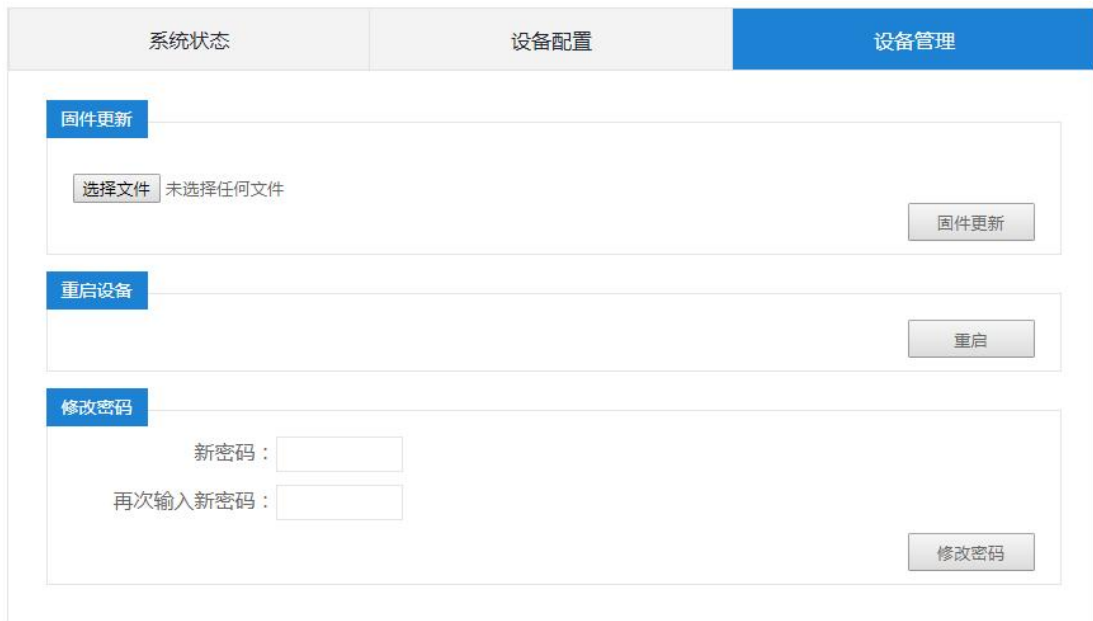 系统状态 设备配置 设备管理
固件更新
选择文件 未选择任何文件
固件更新
重启设备
重启
修改密码
新密码：
再次输入新密码：
修改密码